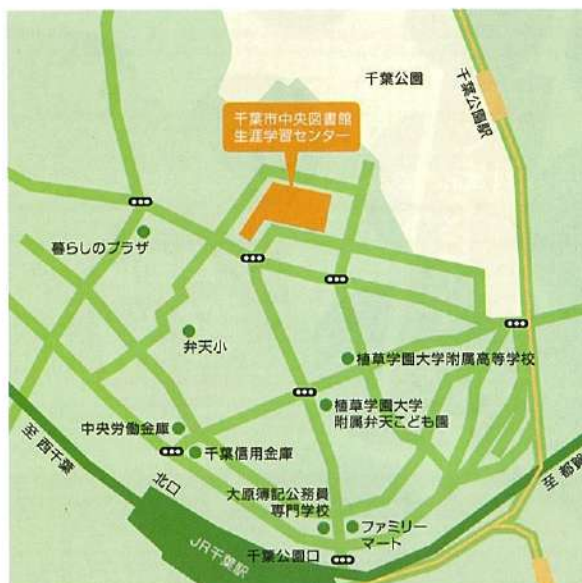 千葉公園
千葉公園駅
千葉市中央図書館
生涯学習センター
暮らしのプラザ
弁天小
植草学園大学附属高等学校
植草学園大学
附属弁天こども園
中央労働金庫
千葉信用金庫
至 西千葉
北口
大原簿記公務員
専門学校
ファミリー
マート
JR千葉駅
千葉公園口
至 都賀